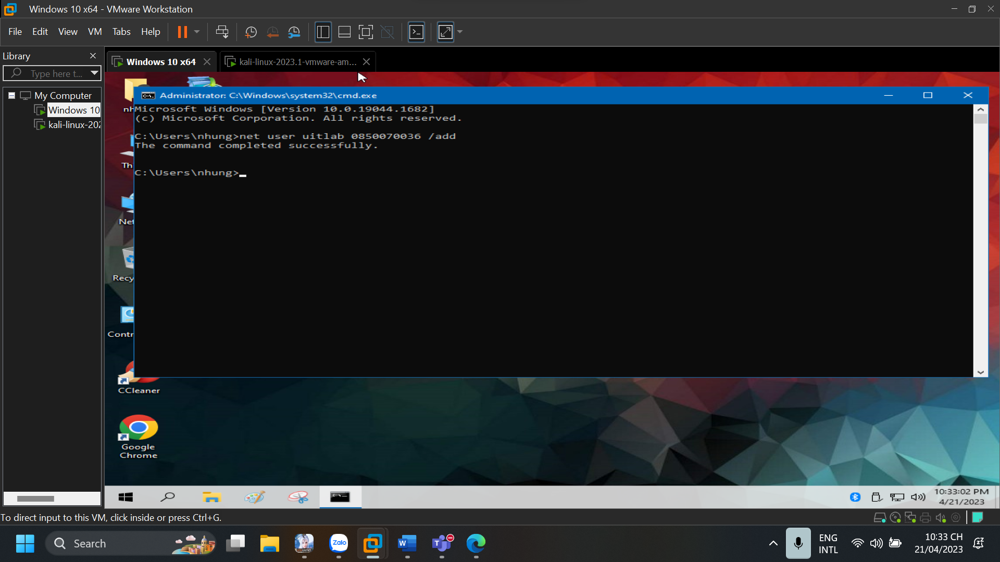 Windows 10 x64 - VMware Workstation
File Edit View VM Tabs Help
Library
Type here t...
My Computer
Windows 10
kali-linux-202
Windows 10 x64
kali-linux-2023.1-vmware-am...
Administrator: C:\Windows\system32\cmd.exe
Microsoft Windows [Version 10.0.19044.1682]
(c) Microsoft Corporation. All rights reserved.
C:\Users\nhung>net user uitlab 0850070036 /add
The command completed successfully.
C:\Users\nhung>
nh
Th
Net
Recy
Contr
CCleaner
Google
Chrome
10:33:02 PM
4/21/2023
To direct input to this VM, click inside or press Ctrl+G.
Search
Zalo
ENG
INTL
10:33 CH
21/04/2023